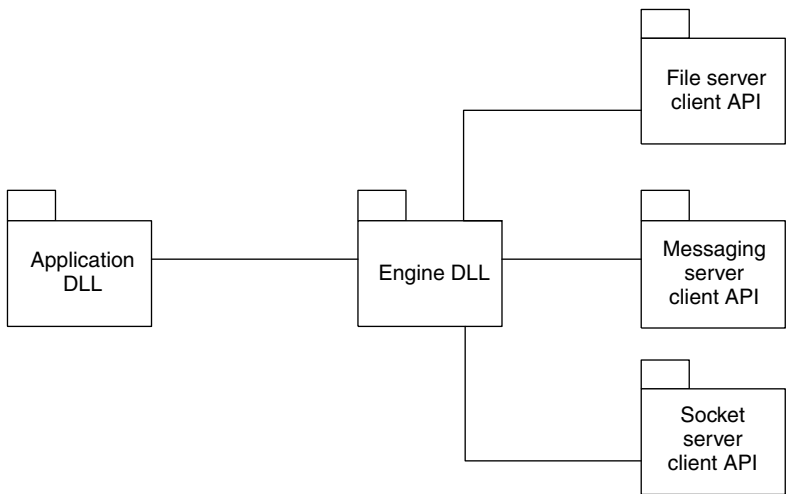 File server
client API
Application
DLL
Engine DLL
Messaging
server
client API
Socket
server
client API